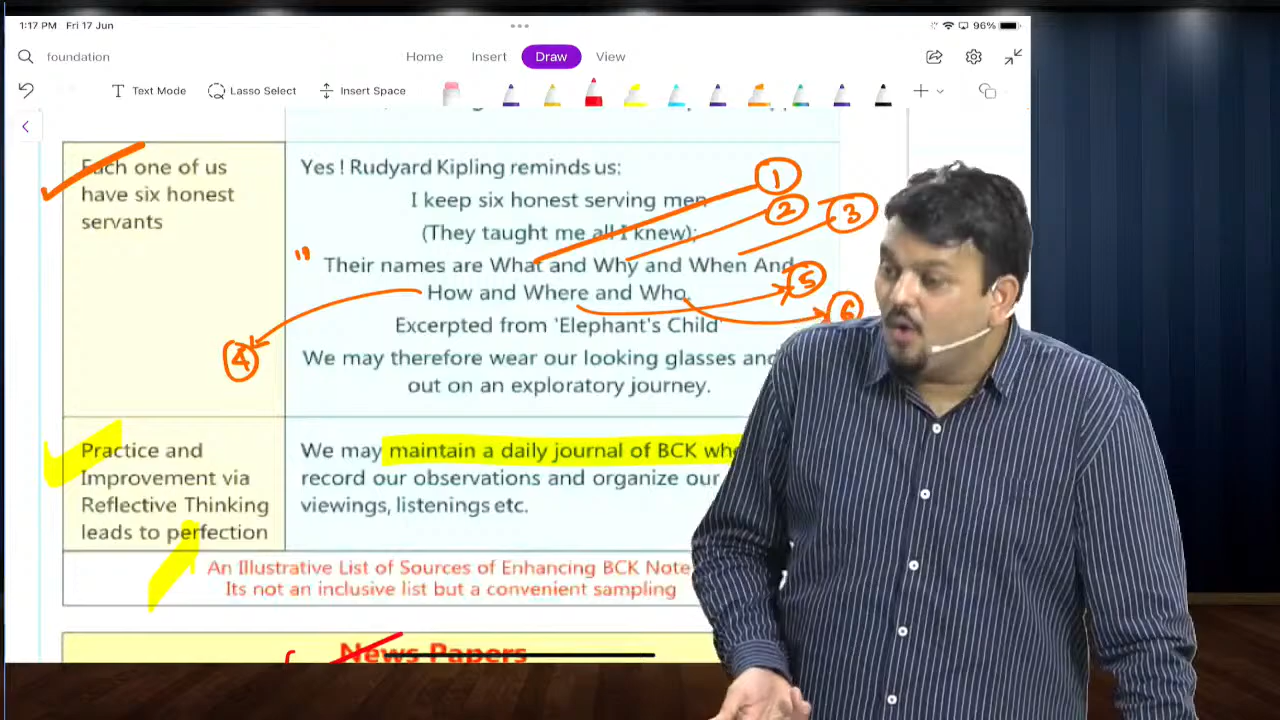 1:17 PM Fri 17 Jun
96%
foundation
Home Insert Draw View
Text Mode Lasso Select Insert Space
Each one of us
have six honest
servants
Yes ! Rudyard Kipling reminds us:
I keep six honest serving men
(They taught me all I knew);
Their names are What and Why and When And
How and Where and Who.
Excerpted from 'Elephant's Child'
We may therefore wear our looking glasses and
out on an exploratory journey.
1
2
3
"
5
6
4
Practice and
Improvement via
Reflective Thinking
leads to perfection
We may maintain a daily journal of BCK
record our observations and organize our
viewings, listenings etc.
An Illustrative List of Sources of Enhancing BCK
Its not an inclusive list but a convenient sampling
News Papers